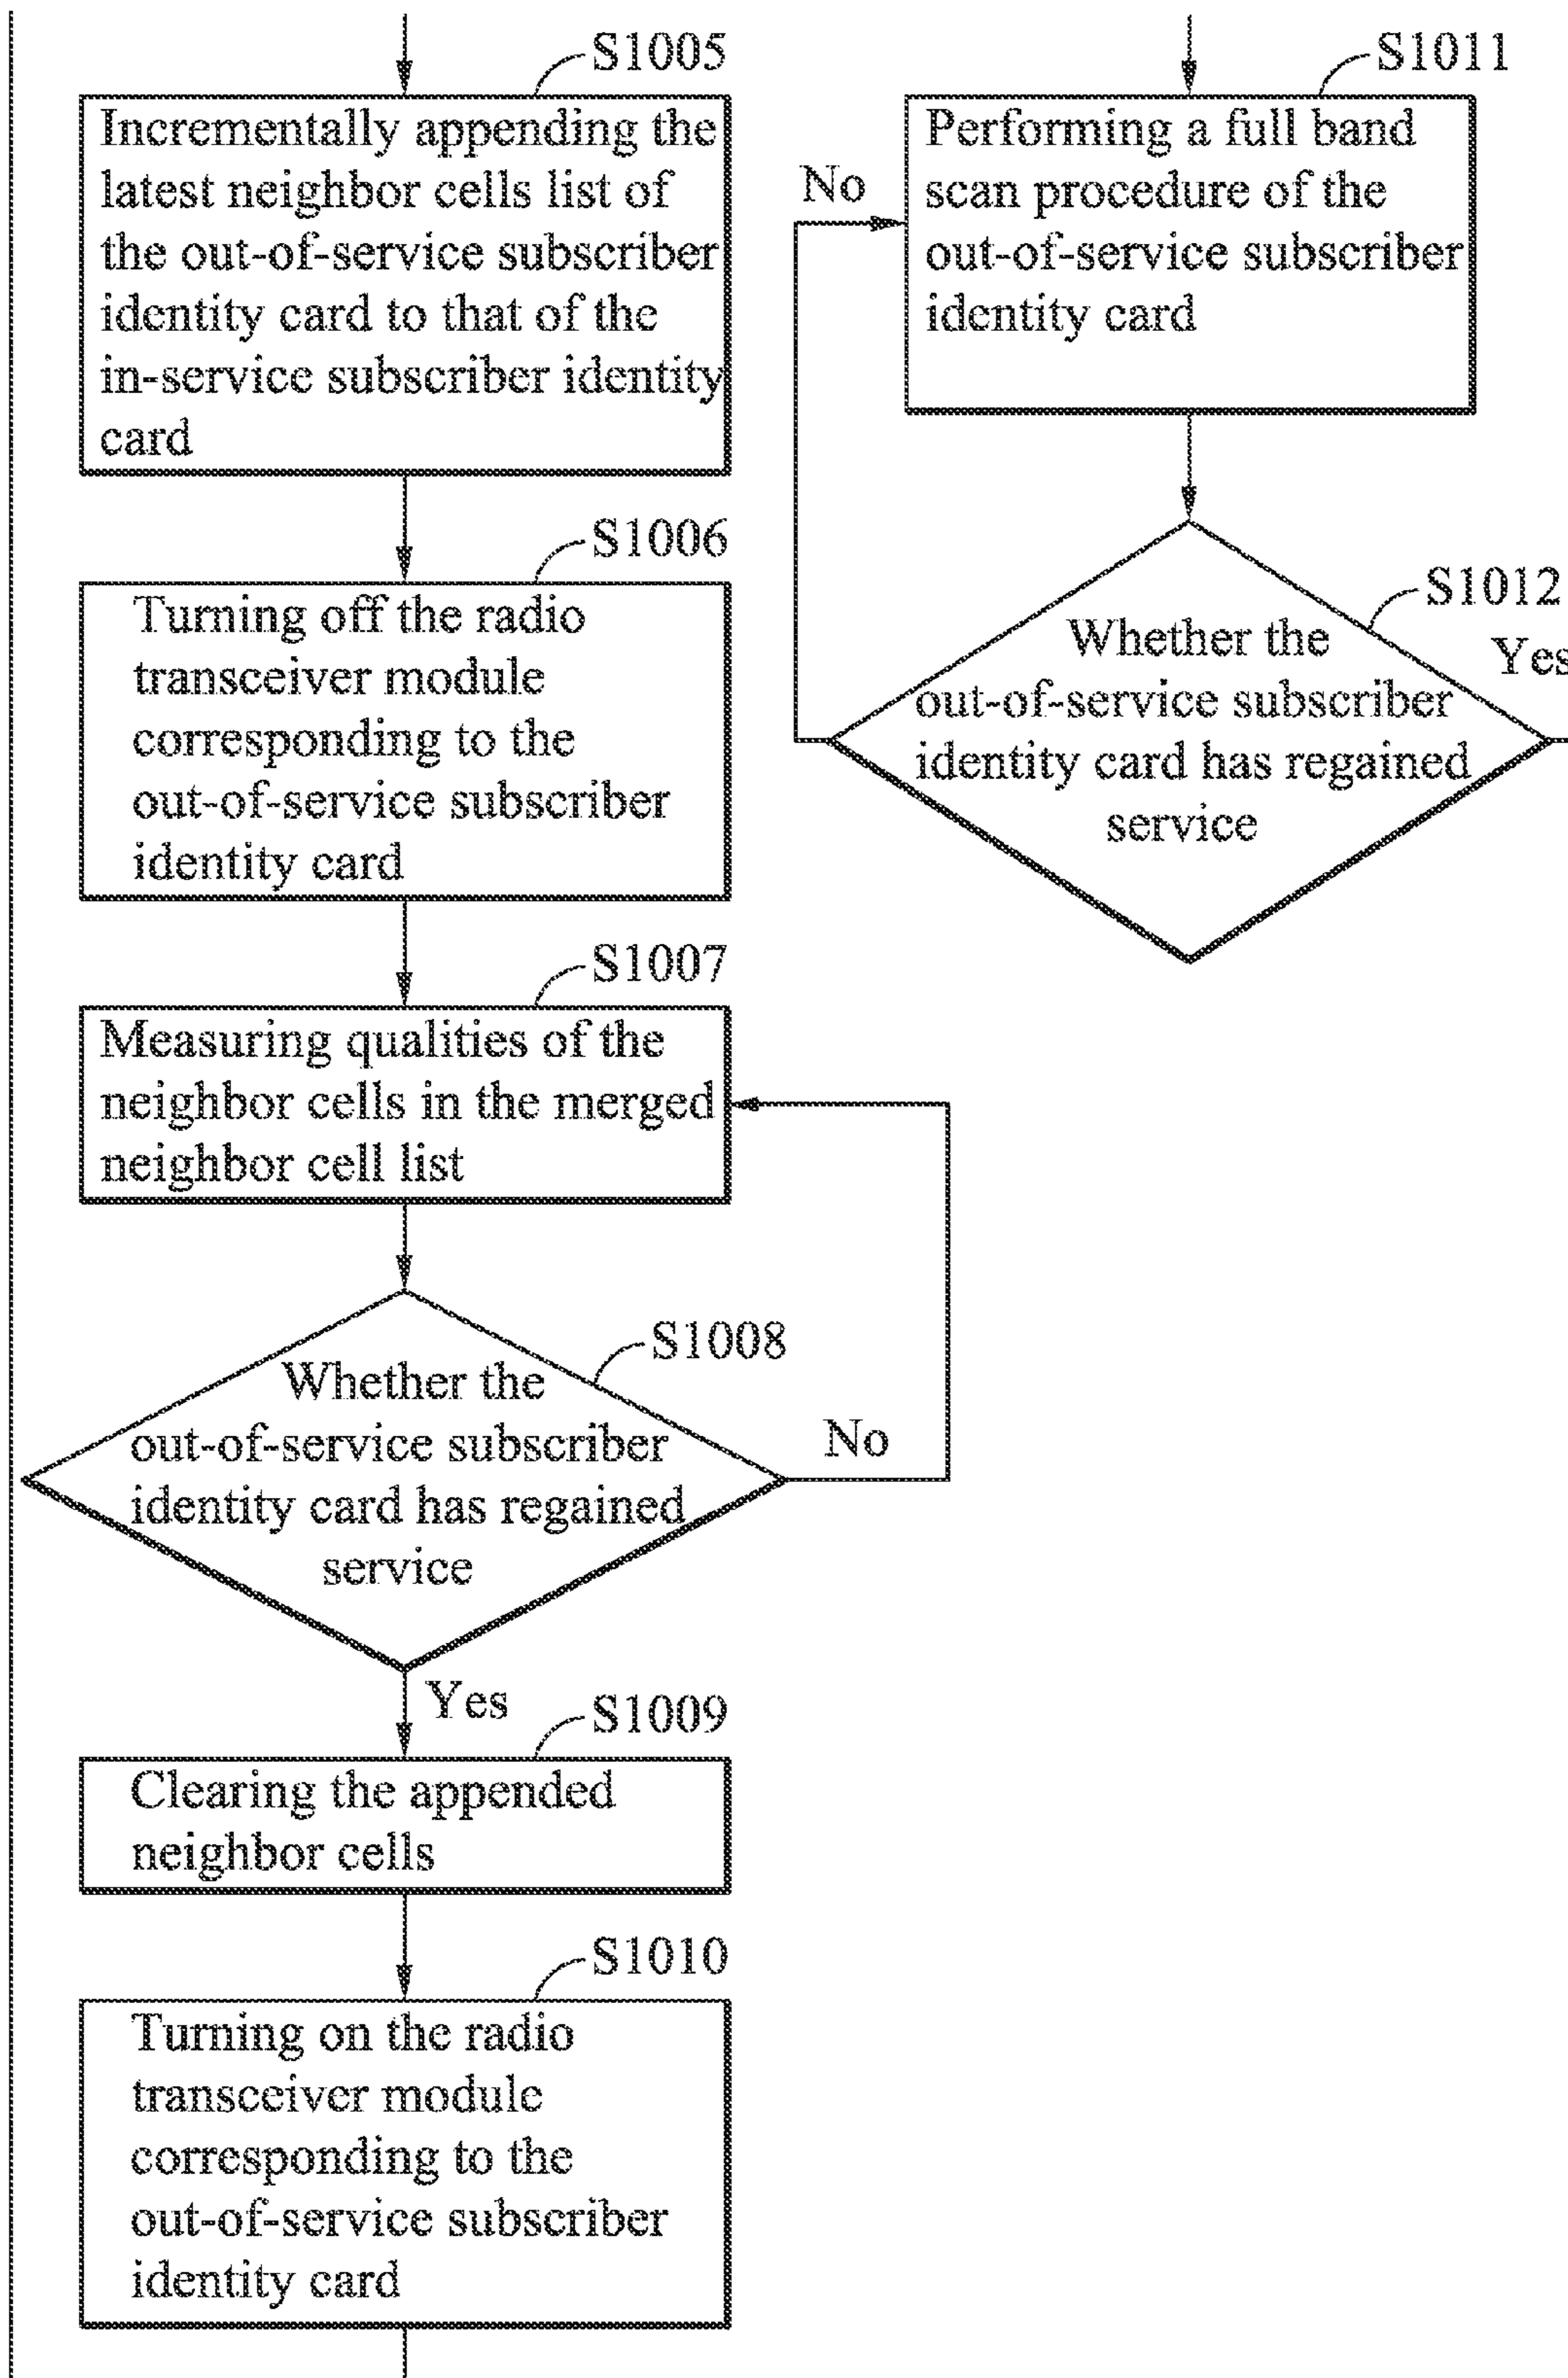 S1005
Incrementally appending the
latest neighbor cells list of
the out-of-service subscriber
identity card to that of the
in-service subscriber identity
card
S1006
Turning off the radio
transceiver module
corresponding to the
out-of-service subscriber
identity card
S1007
Measuring qualities of the
neighbor cells in the merged
neighbor cell list
S1008
Whether the
out-of-service subscriber
identity card has regained
service
No
Yes
S1009
Clearing the appended
neighbor cells
S1010
Turning on the radio
transceiver module
corresponding to the
out-of-service subscriber
identity card
S1011
Performing a full band
scan procedure of the
out-of-service subscriber
identity card
No
S1012
Whether the
out-of-service subscriber
identity card has regained
service
Yes